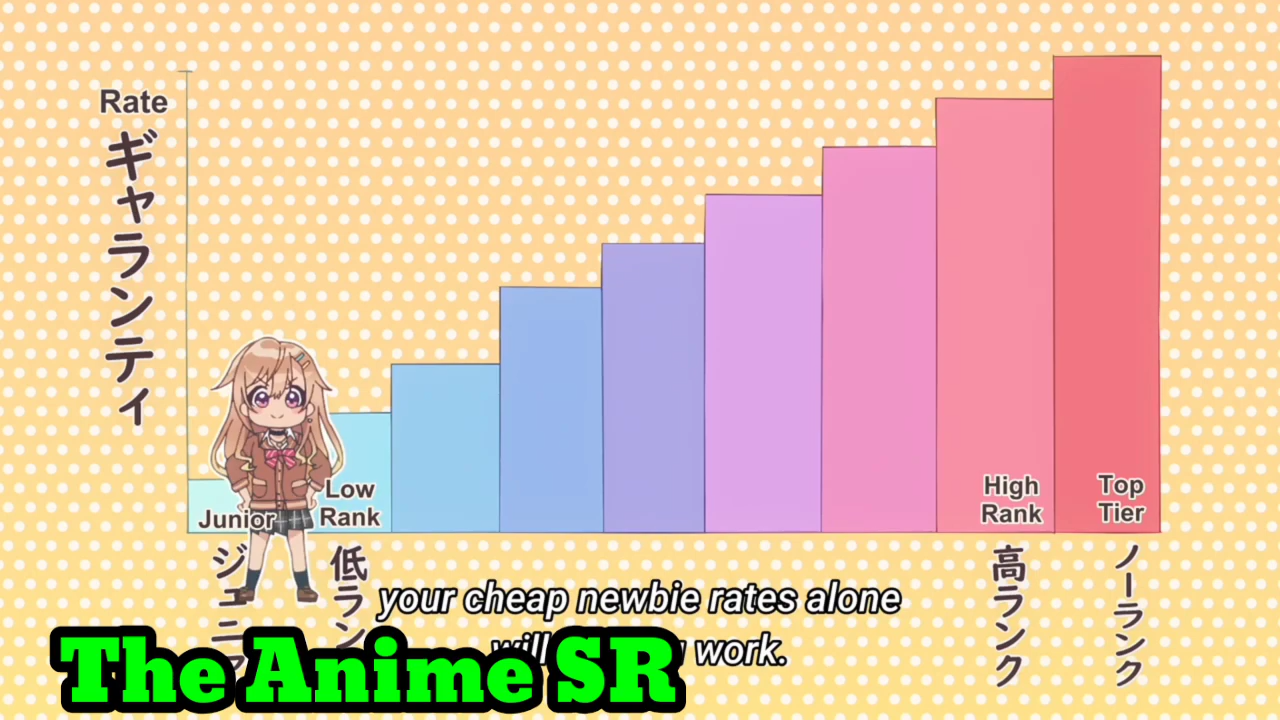 Rate
ギャランティ
Junior
Low
Rank
High
Rank
Top
Tier
低ラン
高ランク
ノーランク
your cheap newbie rates alone
will work.
The Anime SR